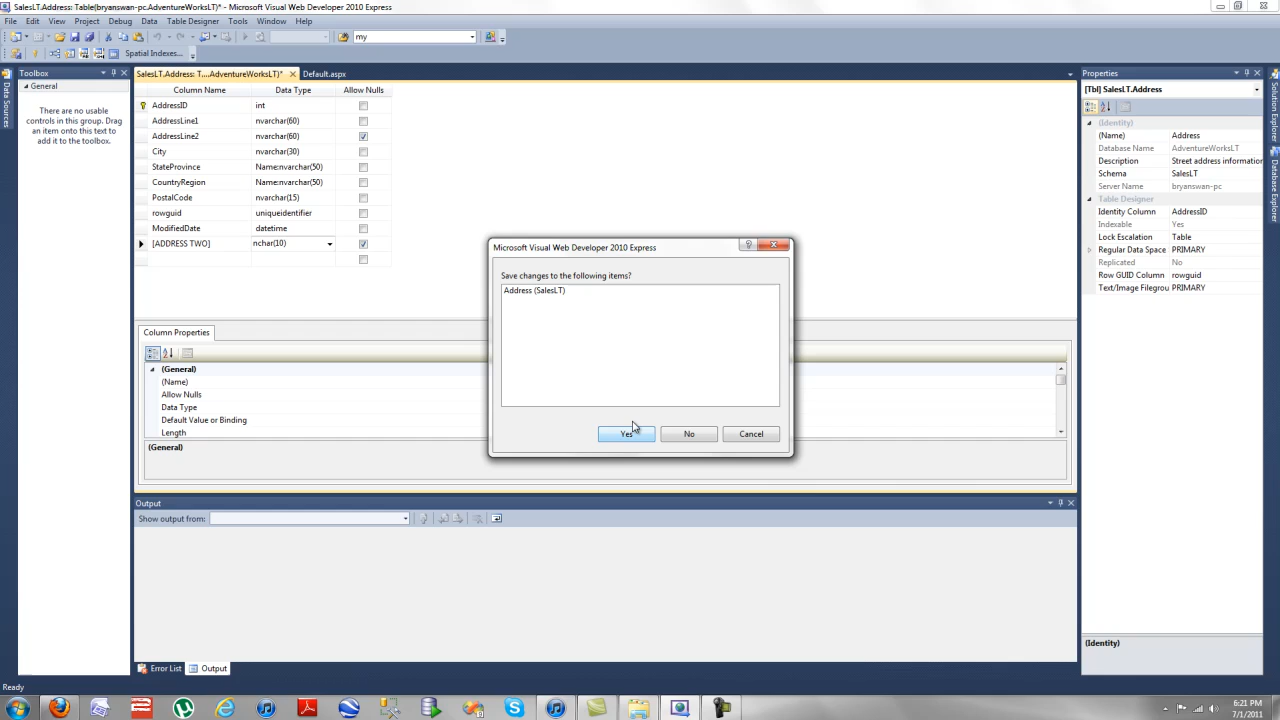 SalesLT.Address: Table(bryanswan-pc.AdventureWorksLT)* - Microsoft Visual Web Developer 2010 Express
File Edit View Project Debug Data Table Designer Tools Window Help
my
Spatial Indexes...
Toolbox
General
There are no usable
controls in this group. Drag
an item onto this text to
add it to the toolbox.
Data Sources
SalesLT.Address: T....AdventureWorksLT)* Default.aspx
Column Name Data Type Allow Nulls
AddressID int
AddressLine1 nvarchar(60)
AddressLine2 nvarchar(60)
City nvarchar(30)
StateProvince Name:nvarchar(50)
CountryRegion Name:nvarchar(50)
PostalCode nvarchar(15)
rowguid uniqueidentifier
ModifiedDate datetime
[ADDRESS TWO] nchar(10)
Microsoft Visual Web Developer 2010 Express
Save changes to the following items?
Address (SalesLT)
Yes No Cancel
Column Properties
(General)
(Name)
Allow Nulls
Data Type
Default Value or Binding
Length
(General)
Output
Show output from:
Error List Output
Properties
[Tbl] SalesLT.Address
(Identity)
(Name) Address
Database Name AdventureWorksLT
Description Street address information
Schema SalesLT
Server Name bryanswan-pc
Table Designer
Identity Column AddressID
Indexable Yes
Lock Escalation Table
Regular Data Space PRIMARY
Replicated No
Row GUID Column rowguid
Text/Image Filegrou PRIMARY
(Identity)
Solution Explorer
Database Explorer
Ready
6:21 PM
7/1/2011